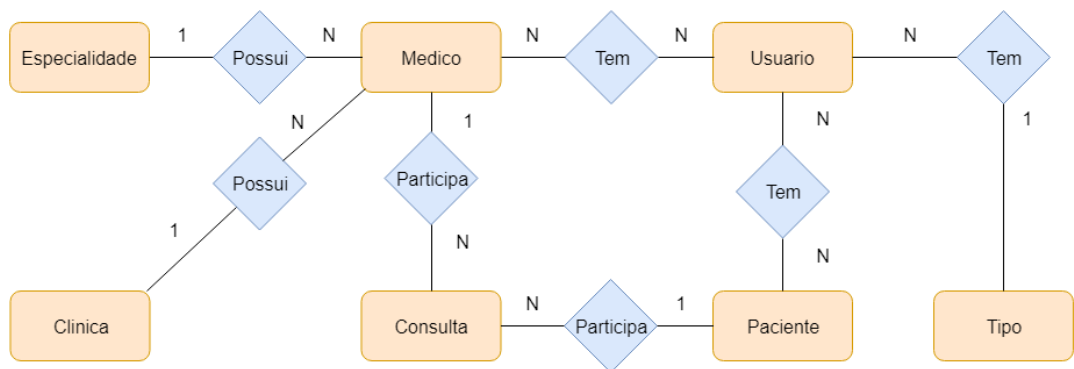 1 N N N N
Especialidade Possui Medico Tem Usuario Tem
N 1 N 1
Possui Participa Tem
1 N N
N 1
Clinica Consulta Participa Paciente Tipo